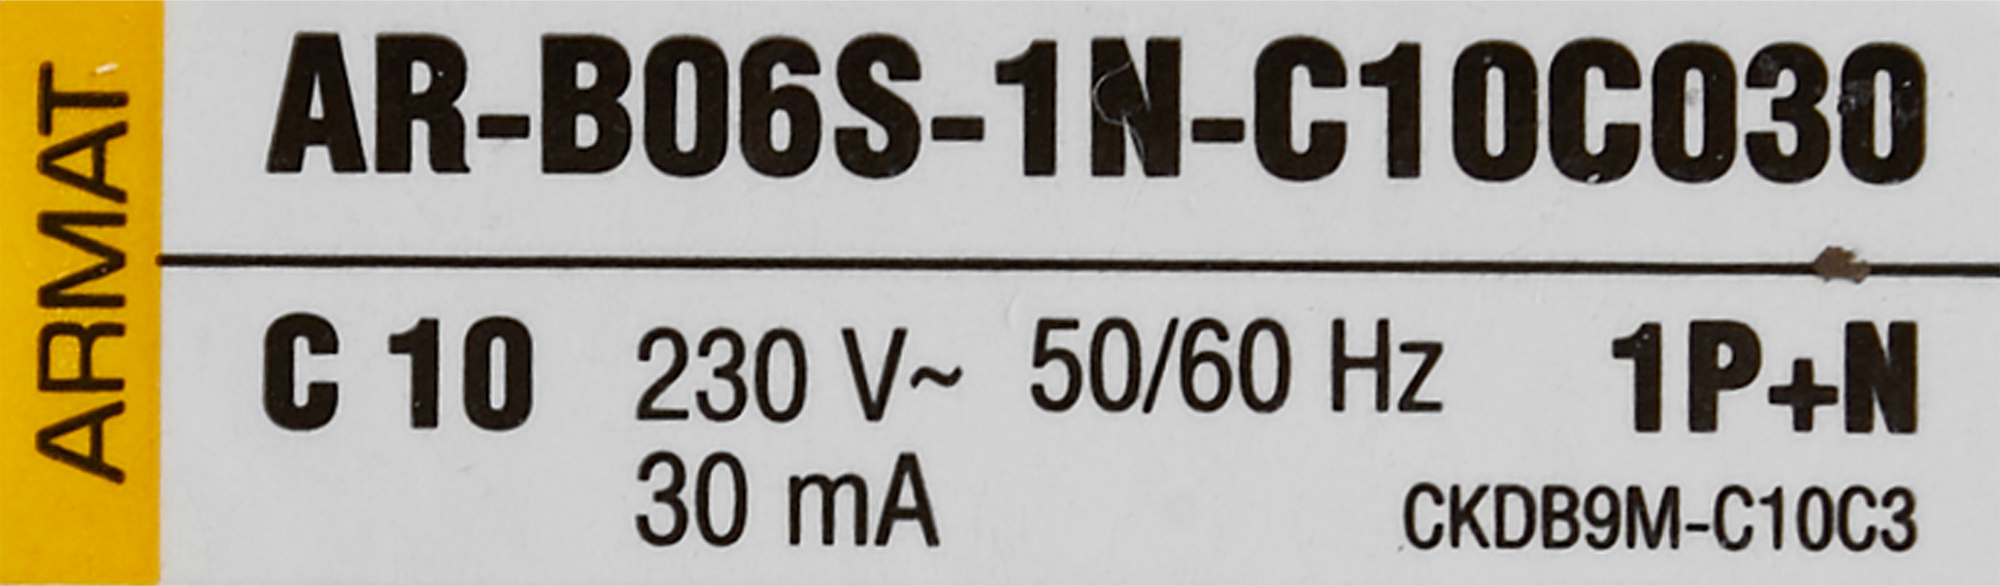 ARMAT
AR-B06S-1N-C10C030
C 10 230 V~ 50/60 Hz 1P+N
30 mA
CKDB9M-C10C3